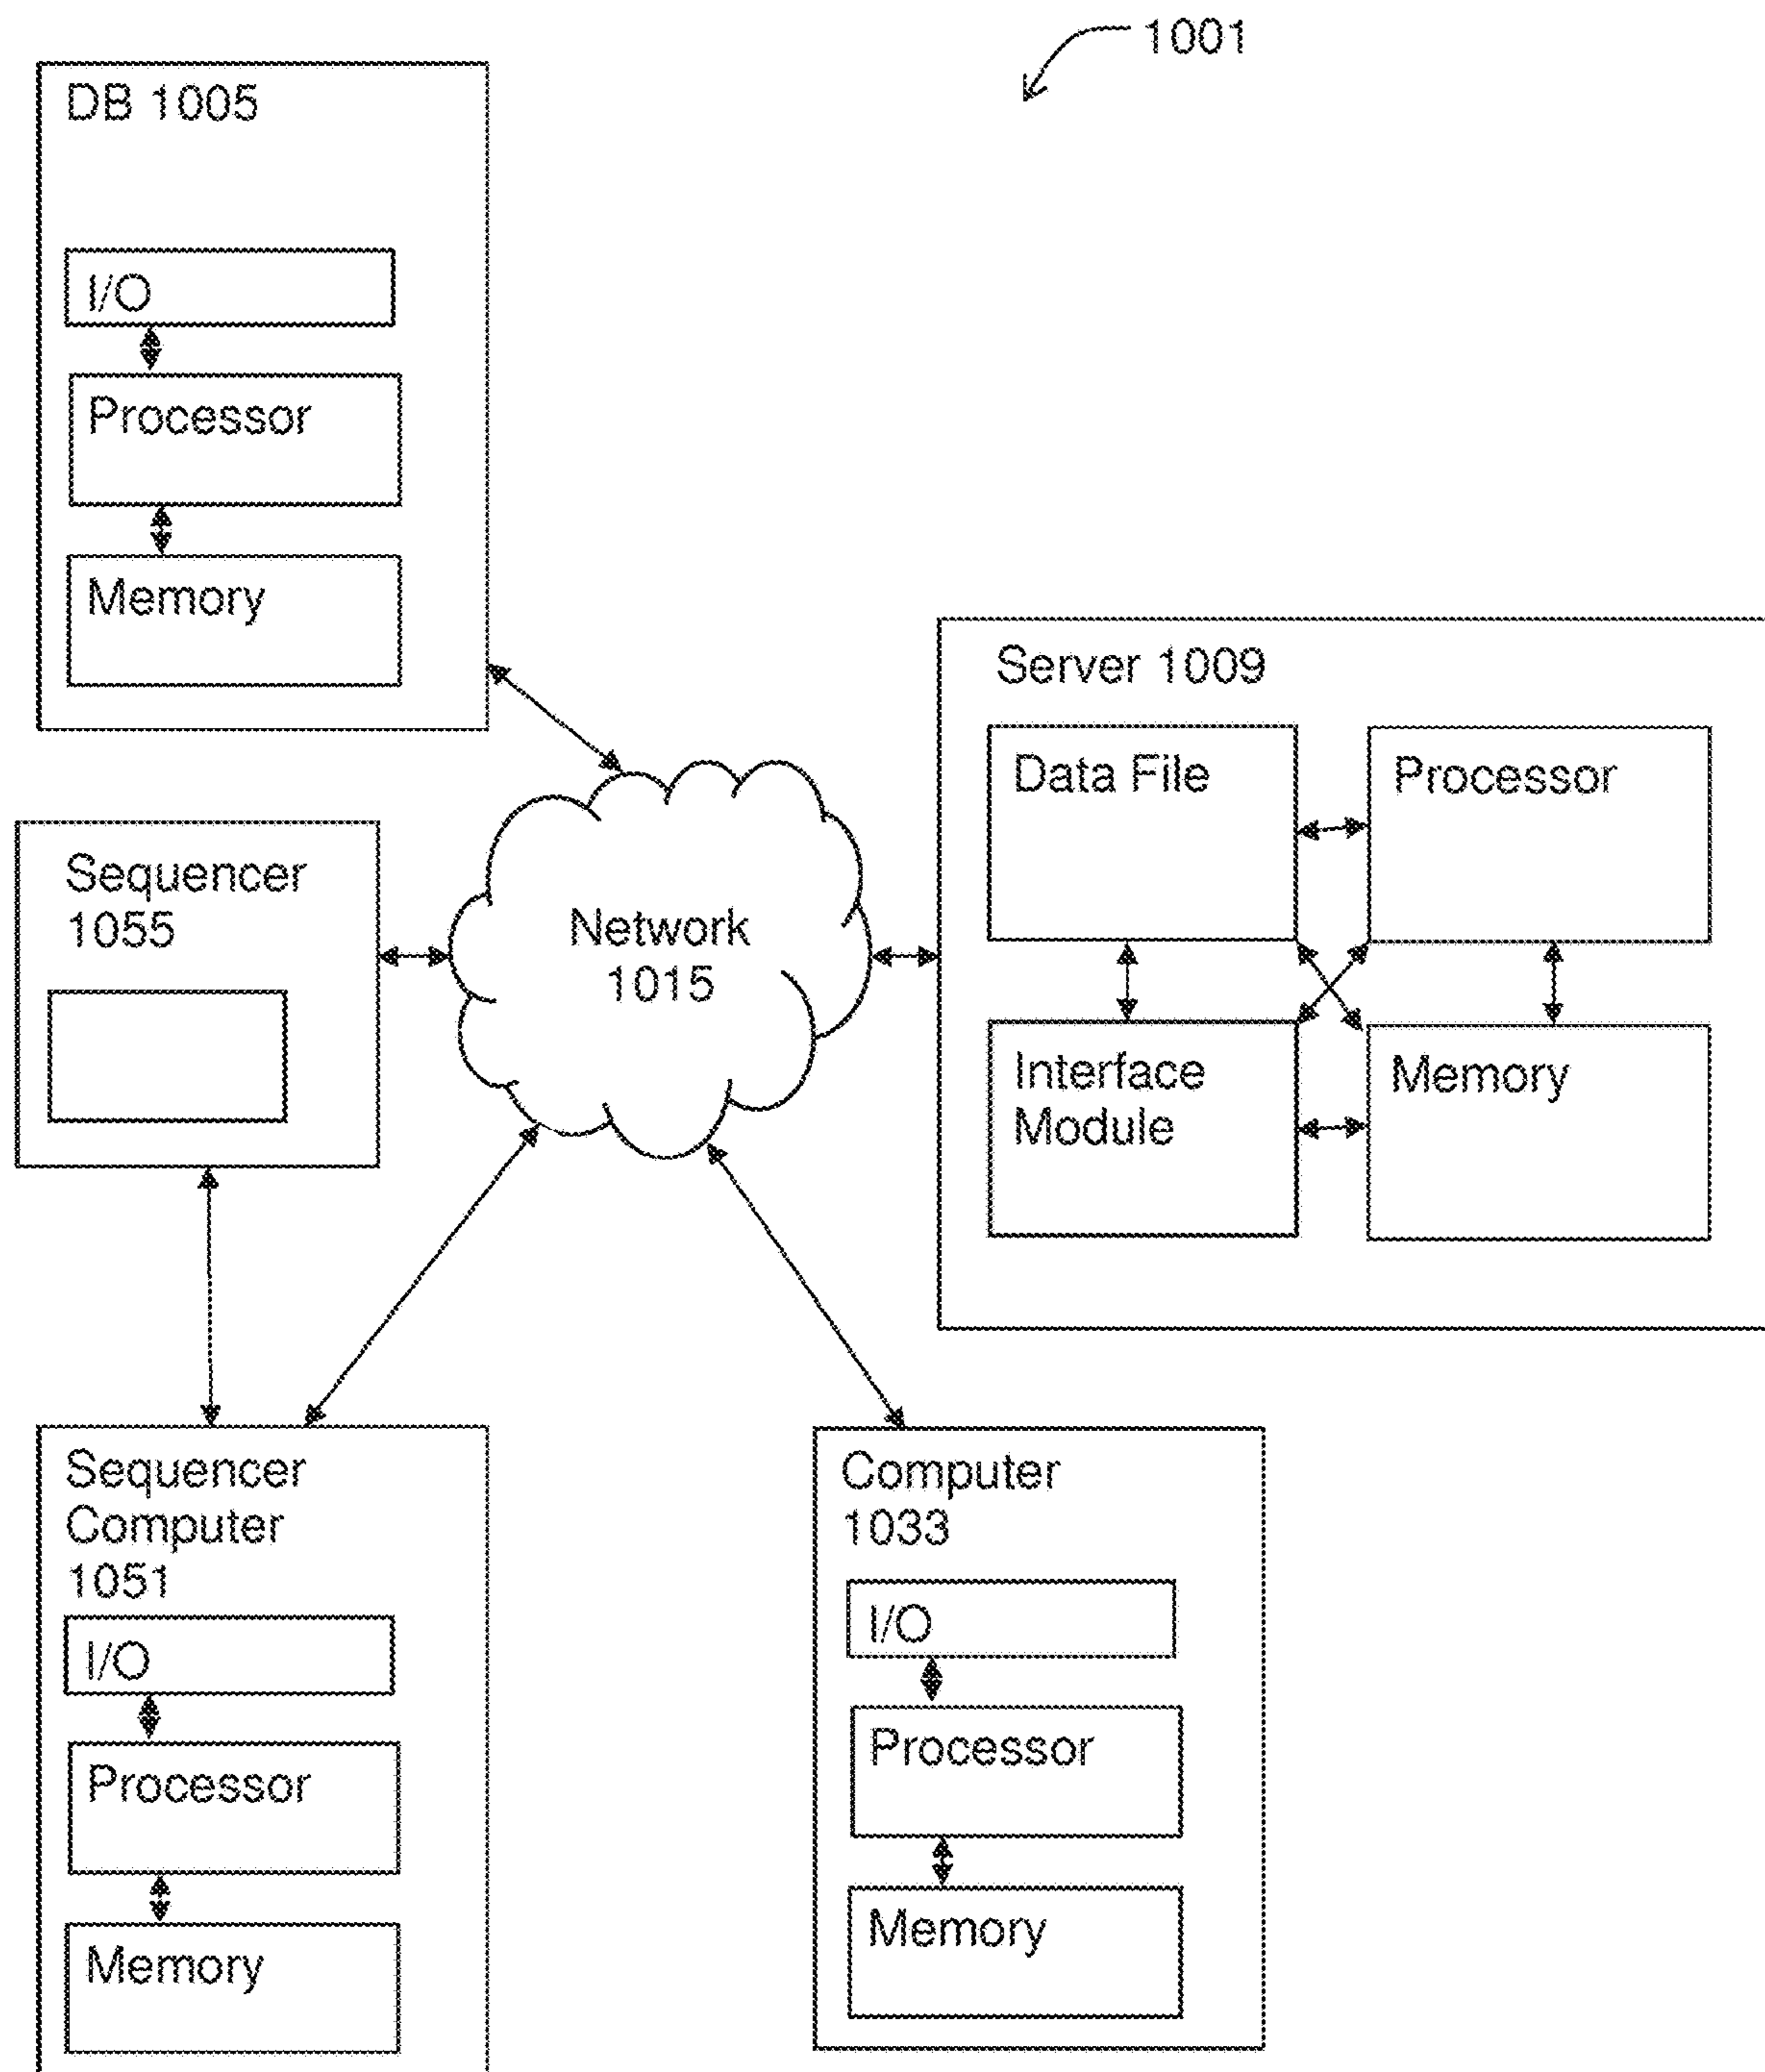 1001
DB 1005
I/O
Processor
Memory
Server 1009
Data File
Processor
Interface
Module
Memory
Sequencer
1055
Network
1015
Sequencer
Computer
1051
I/O
Processor
Memory
Computer
1033
I/O
Processor
Memory